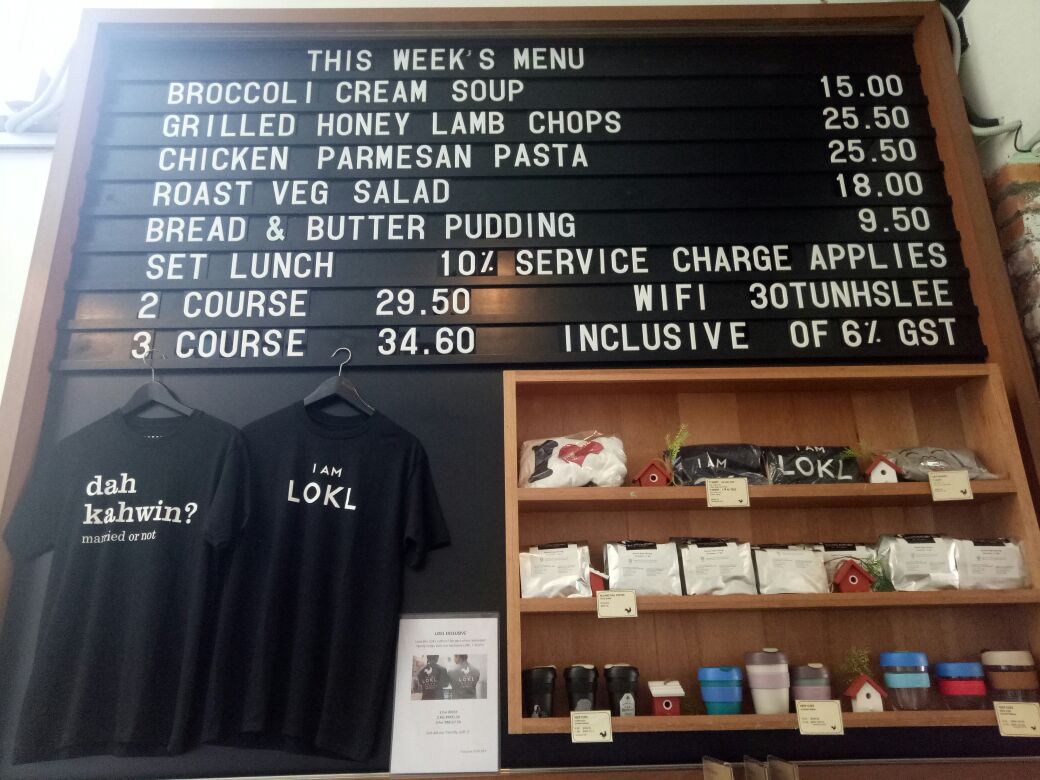 THIS WEEK'S MENU
BROCCOLI CREAM SOUP 15.00
GRILLED HONEY LAMB CHOPS 25.50
CHICKEN PARMESAN PASTA 25.50
ROAST VEG SALAD 18.00
BREAD & BUTTER PUDDING 9.50
SET LUNCH 10% SERVICE CHARGE APPLIES
2 COURSE 29.50 WIFI 30TUNHSLEE
3 COURSE 34.60 INCLUSIVE OF 6% GST
dah
kahwin?
married or not
I AM
LOKL
LOKL EXCLUSIVE
I AM
I AM
LOKL